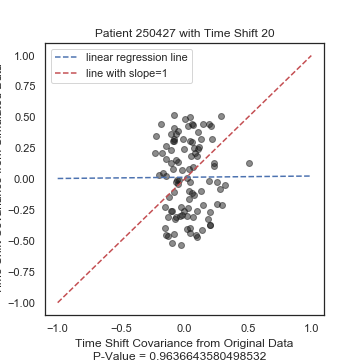 Patient 250427 with Time Shift 20
linear regression line
line with slope=1
1.00
0.75
0.50
0.25
0.00
−0.25
−0.50
−0.75
−1.00
−1.0
−0.5
0.0
0.5
1.0
Time Shift Covariance from Original Data
P-Value = 0.9636643580498532